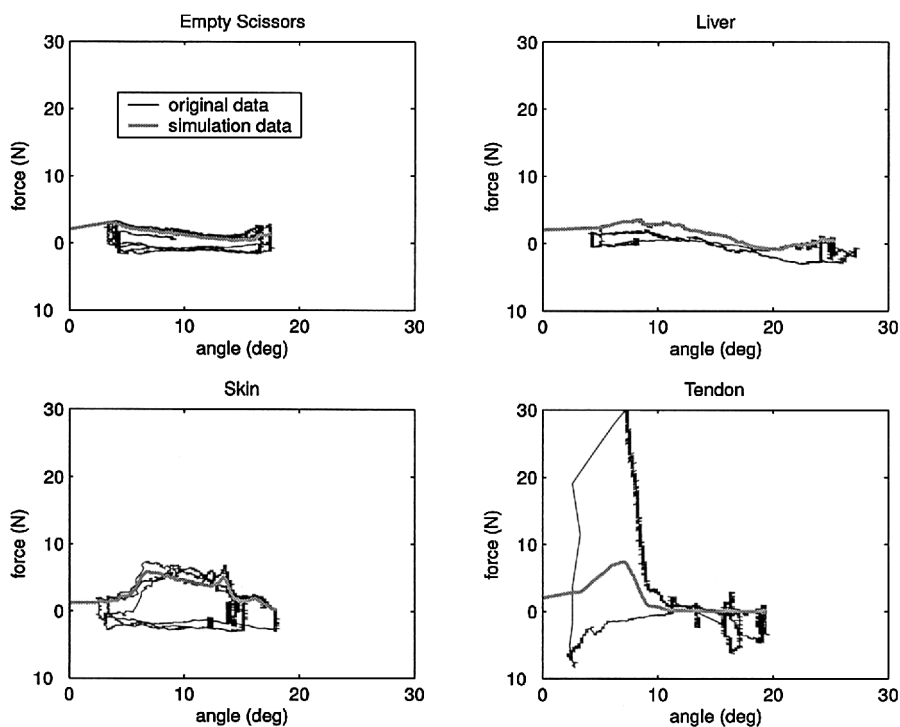 Empty Scissors
30
20
10
0
10
0
10
20
30
force (N)
angle (deg)
original data
simulation data
Liver
30
20
10
0
10
0
10
20
30
force (N)
angle (deg)
Skin
30
20
10
0
10
0
10
20
30
force (N)
angle (deg)
Tendon
30
20
10
0
10
0
10
20
30
force (N)
angle (deg)